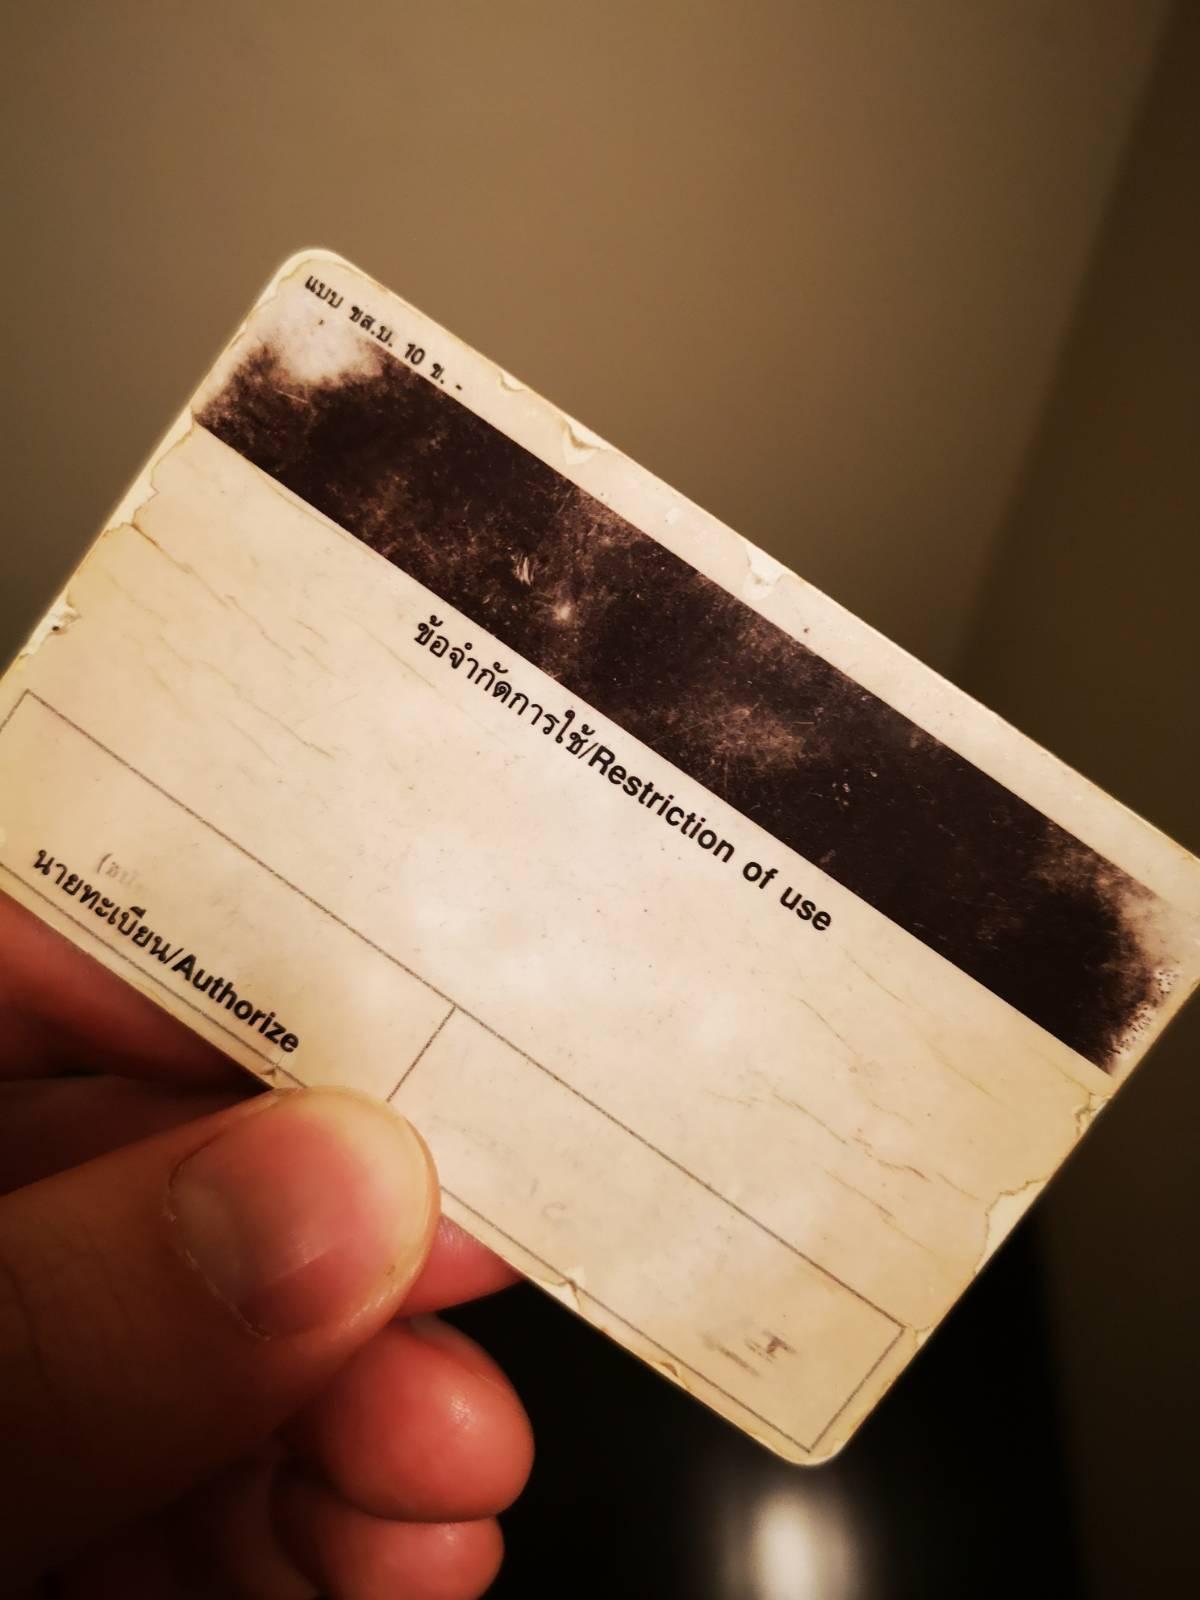 แบบ ขส.บ. 10 ข. -
ข้อจำกัดการใช้/Restriction of use
นายทะเบียน/Authorize